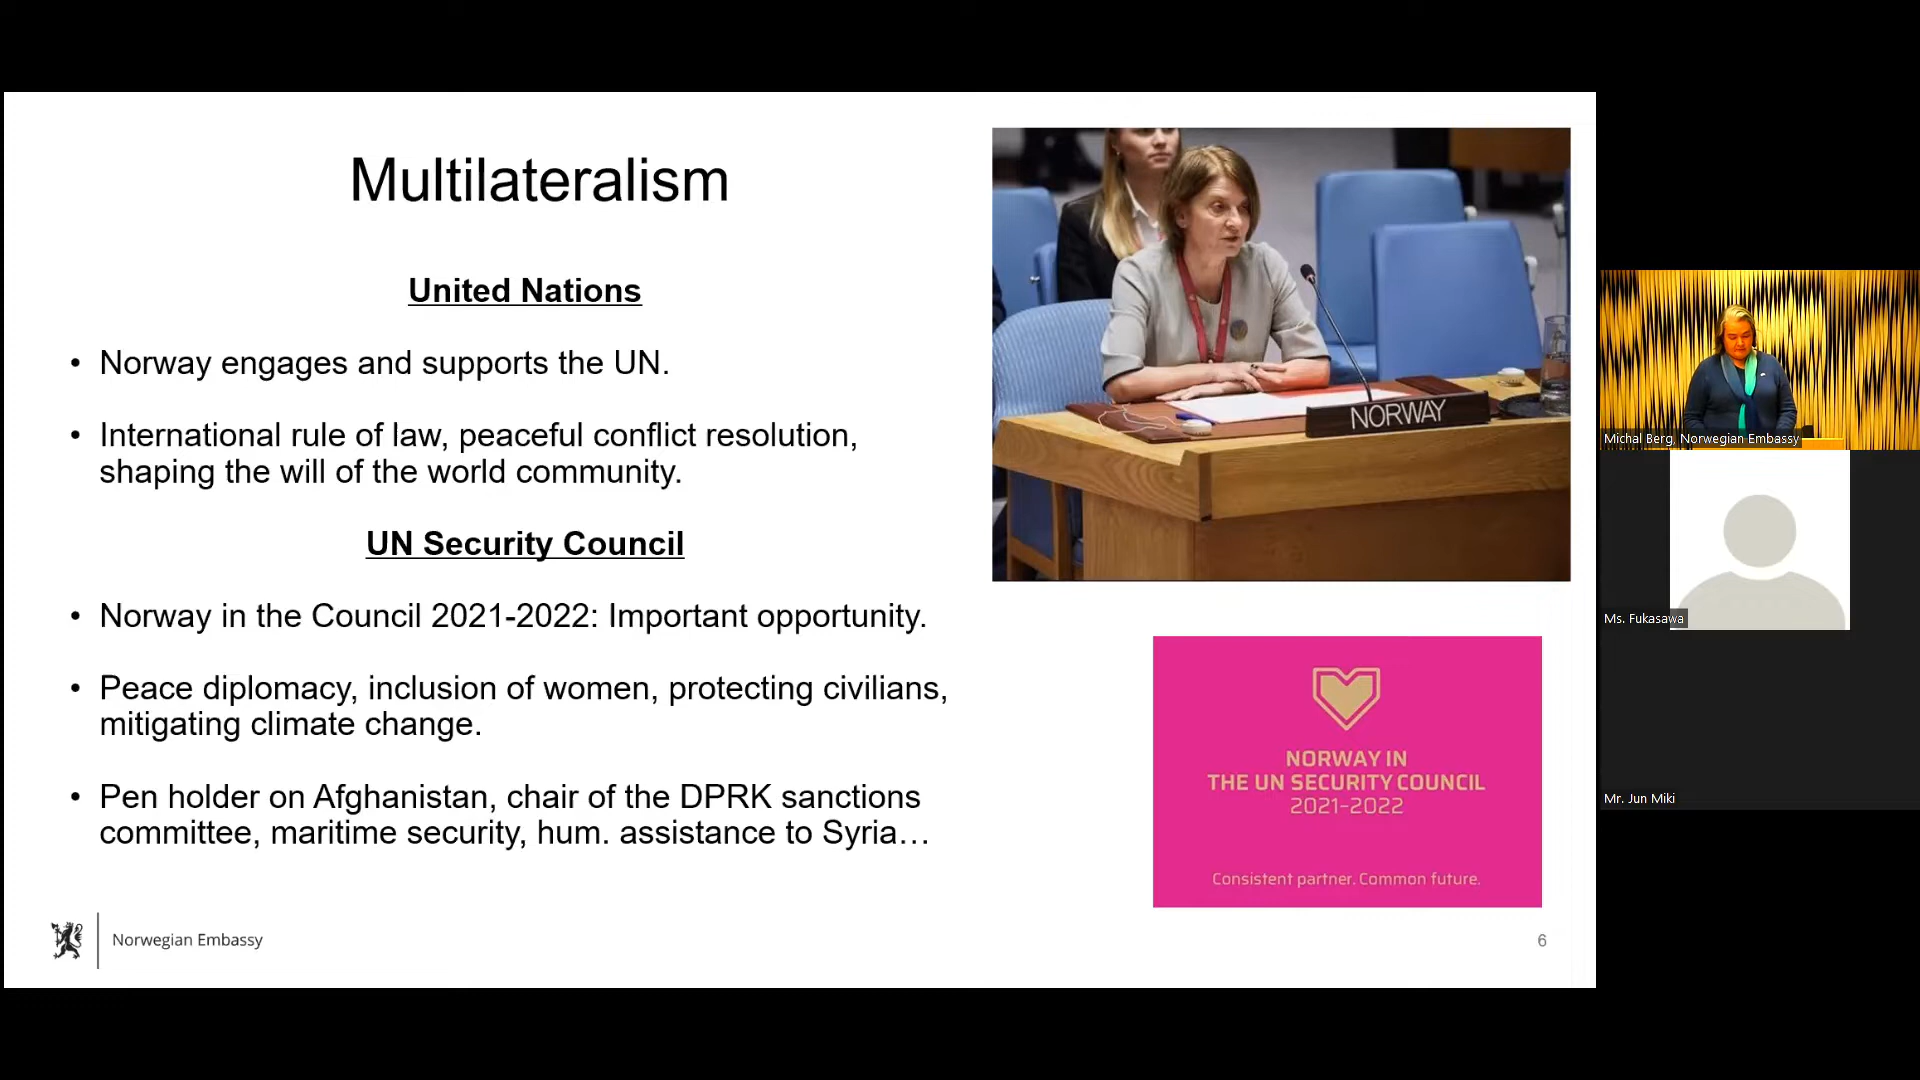 Multilateralism
United Nations
• Norway engages and supports the UN.
• International rule of law, peaceful conflict resolution,
shaping the will of the world community.
UN Security Council
• Norway in the Council 2021-2022: Important opportunity.
• Peace diplomacy, inclusion of women, protecting civilians,
mitigating climate change.
• Pen holder on Afghanistan, chair of the DPRK sanctions
committee, maritime security, hum. assistance to Syria…
Norwegian Embassy
NORWAY
NORWAY IN
THE UN SECURITY COUNCIL
2021–2022
Consistent partner. Common future.
6
Michal Berg, Norwegian Embassy
Ms. Fukasawa
Mr. Jun Miki